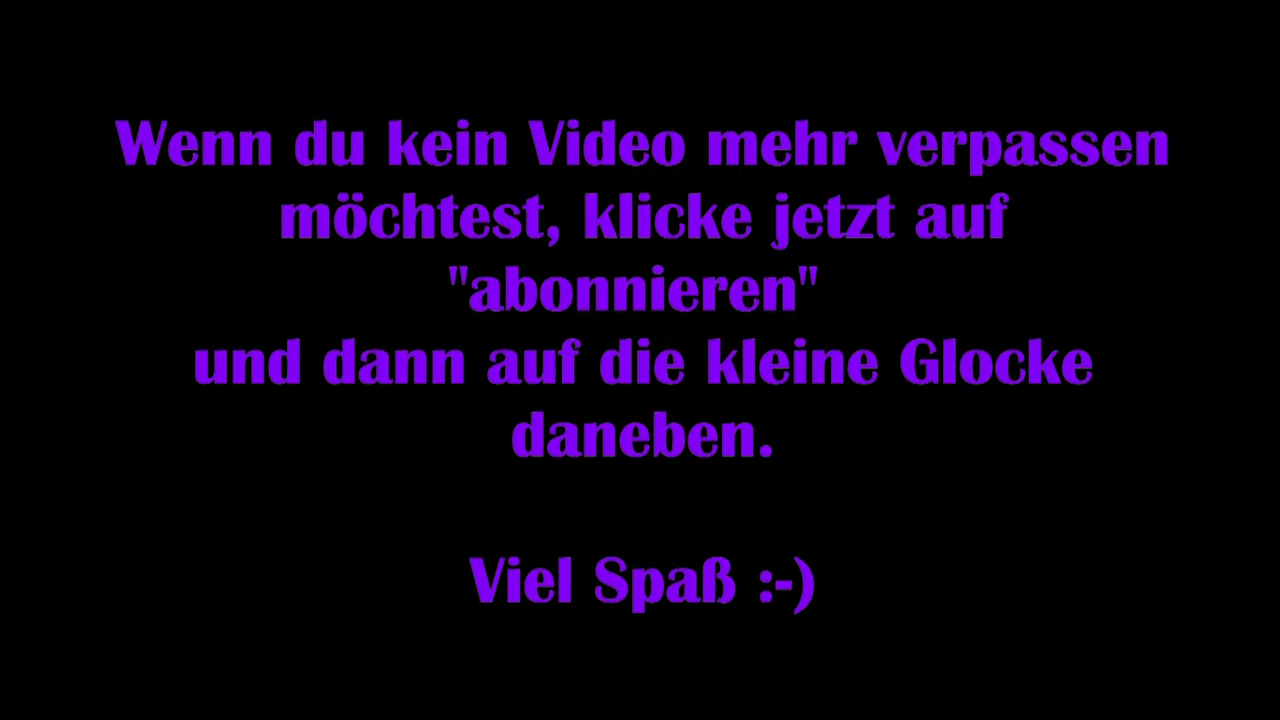 Wenn du kein Video mehr verpassen
möchtest, klicke jetzt auf
"abonnieren"
und dann auf die kleine Glocke
daneben.
Viel Spaß :-)